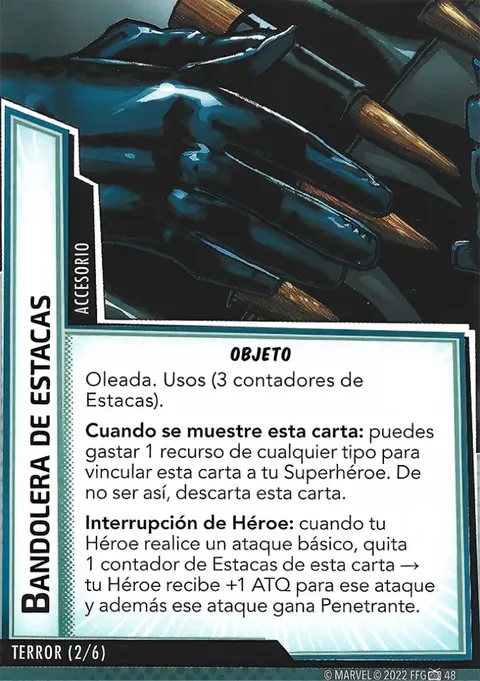 BANDOLERA DE ESTACAS
ACCESORIO
OBJETO
Oleada. Usos (3 contadores de
Estacas).
Cuando se muestre esta carta: puedes
gastar 1 recurso de cualquier tipo para
vincular esta carta a tu Superhéroe. De
no ser así, descarta esta carta.
Interrupción de Héroe: cuando tu
Héroe realice un ataque básico, quita
1 contador de Estacas de esta carta →
tu Héroe recibe +1 ATQ para ese ataque
y además ese ataque gana Penetrante.
TERROR (2/6)
© MARVEL © 2022 FFG 48